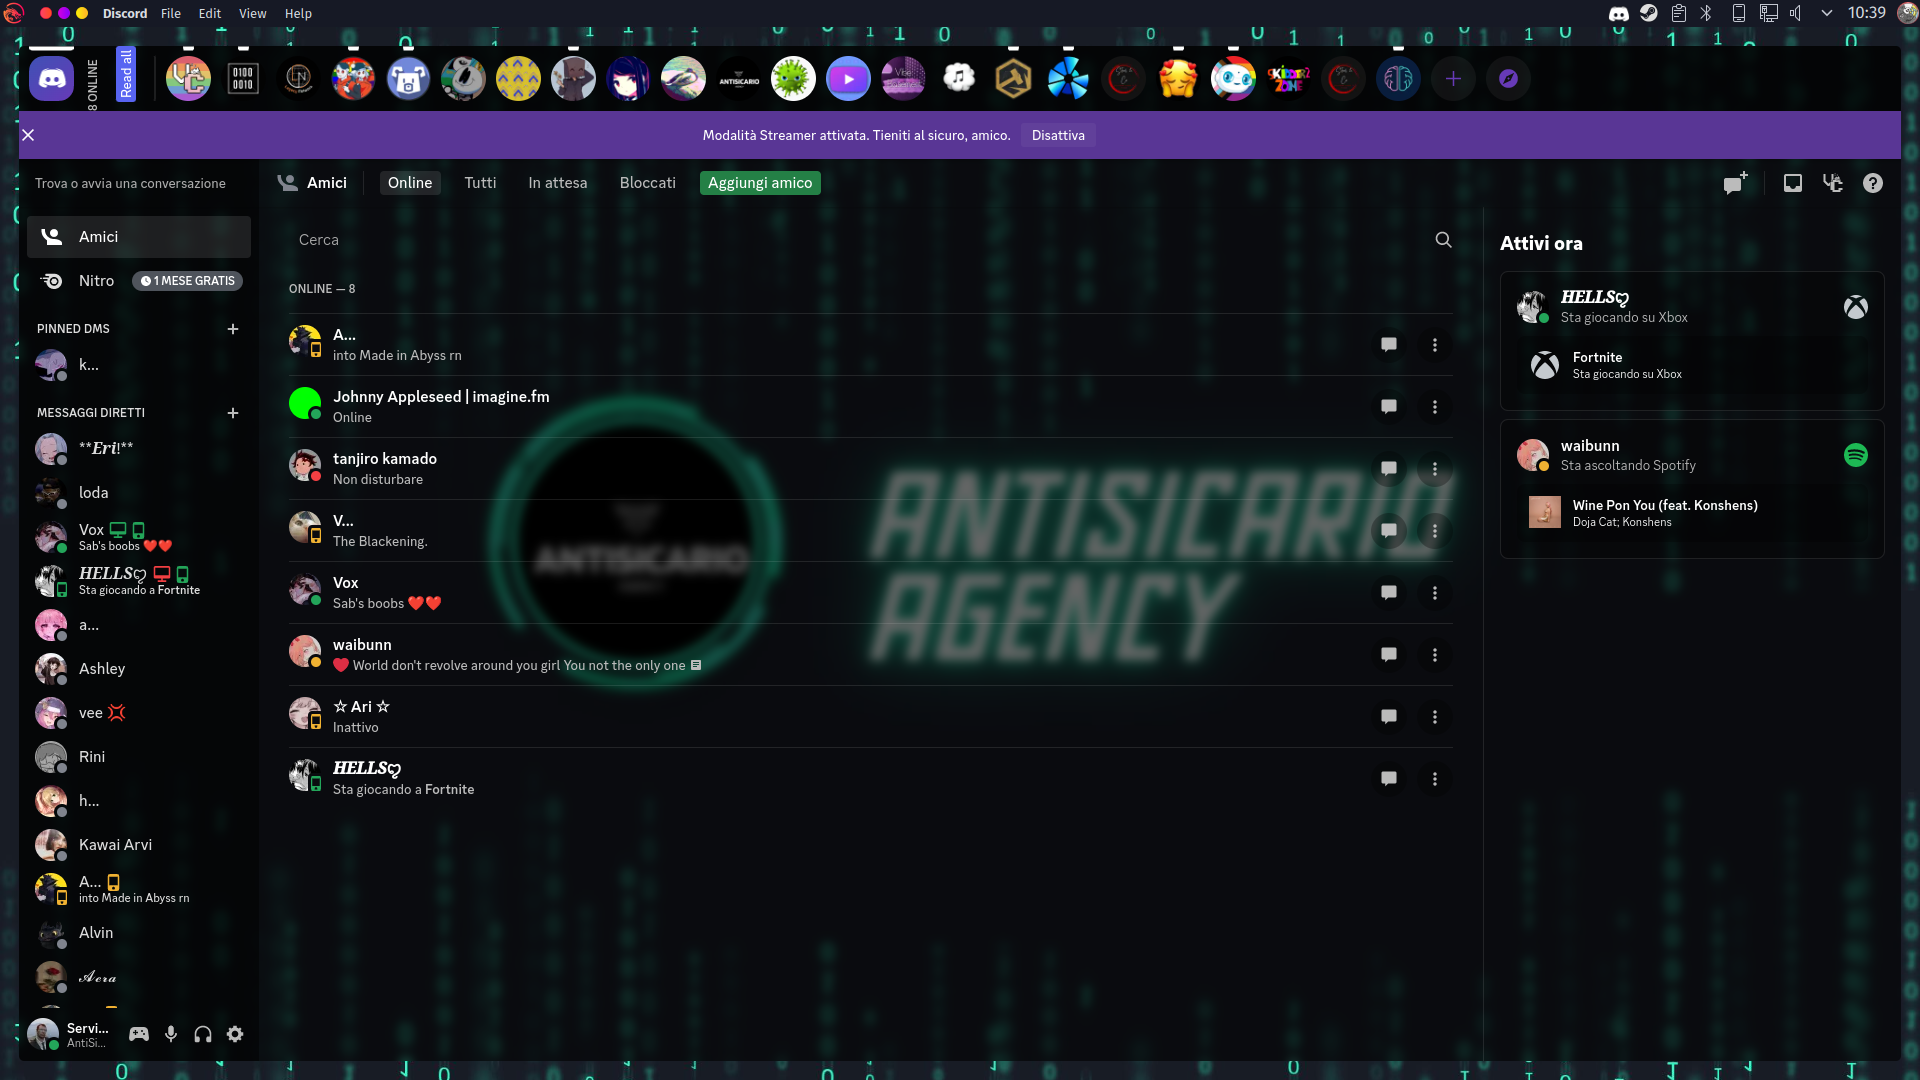 Discord File Edit View Help
10:39
8 ONLINE
Read all
ANTISICARIO
Modalità Streamer attivata. Tieniti al sicuro, amico. Disattiva
Trova o avvia una conversazione
Amici
Nitro 1 MESE GRATIS
PINNED DMS
k...
MESSAGGI DIRETTI
**Eri!**
loda
Vox
Sab's boobs ❤️❤️
HELLSღ
Sta giocando a Fortnite
a...
Ashley
vee 💢
Rini
h...
Kawai Arvi
A...
into Made in Abyss rn
Alvin
𝒜ℯ𝓇𝒶
Servi...
AntiSi...
Amici Online Tutti In attesa Bloccati Aggiungi amico
Cerca
ONLINE — 8
A...
into Made in Abyss rn
Johnny Appleseed | imagine.fm
Online
tanjiro kamado
Non disturbare
V...
The Blackening.
Vox
Sab's boobs ❤️❤️
waibunn
❤️ World don't revolve around you girl You not the only one
☆ Ari ☆
Inattivo
HELLSღ
Sta giocando a Fortnite
ANTISICARIO
ANTISICARIO
AGENCY
Attivi ora
HELLSღ
Sta giocando su Xbox
Fortnite
Sta giocando su Xbox
waibunn
Sta ascoltando Spotify
Wine Pon You (feat. Konshens)
Doja Cat; Konshens